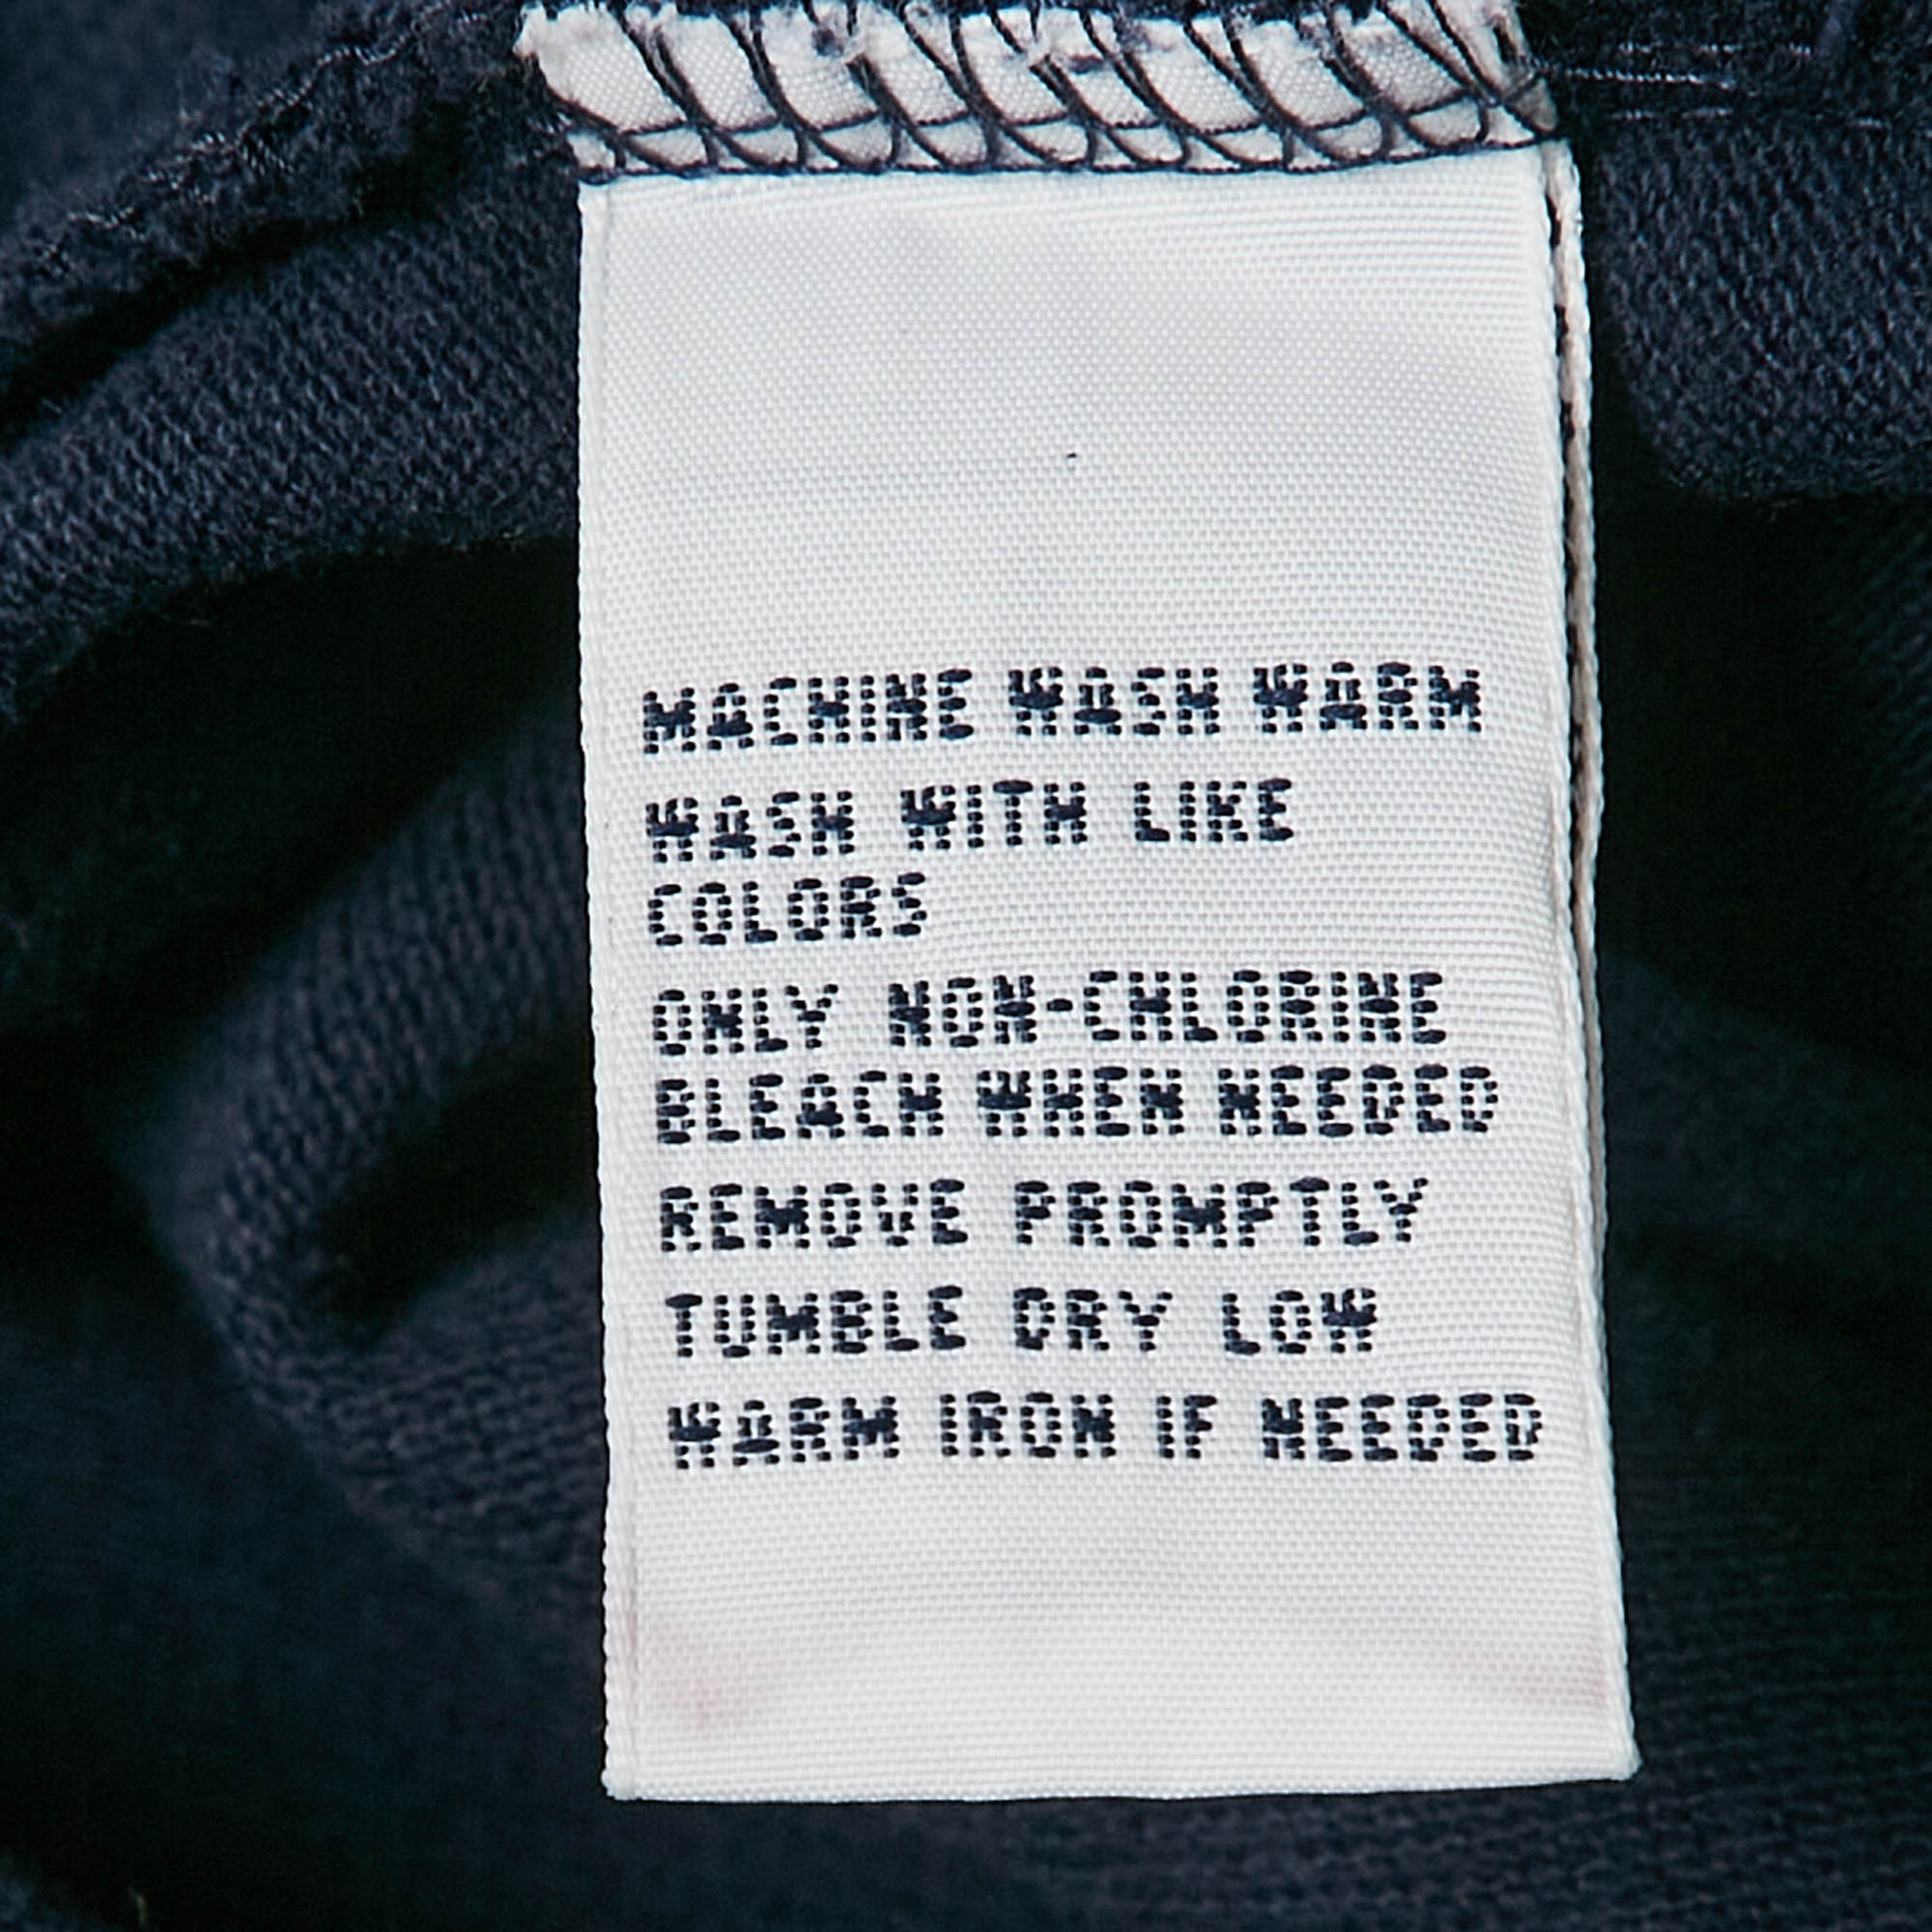 MACHINE WASH WARM
WASH WITH LIKE
COLORS
ONLY NON-CHLORINE
BLEACH WHEN NEEDED
REMOVE PROMPTLY
TUMBLE DRY LOW
WARM IRON IF NEEDED